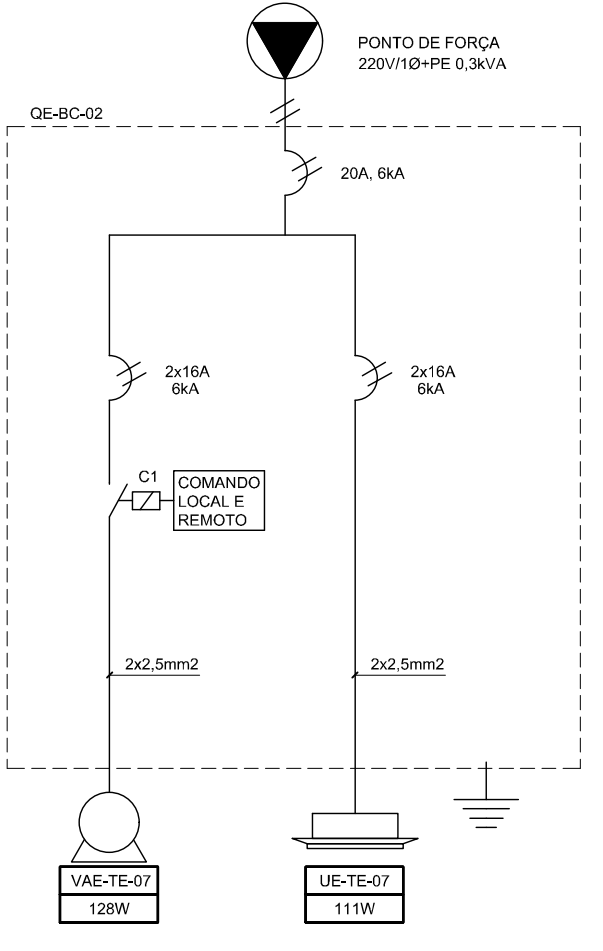 PONTO DE FORÇA
220V/1Ø+PE 0,3kVA
QE-BC-02
20A, 6kA
2x16A
6kA
2x16A
6kA
C1
COMANDO
LOCAL E
REMOTO
2x2,5mm2
2x2,5mm2
VAE-TE-07
128W
UE-TE-07
111W